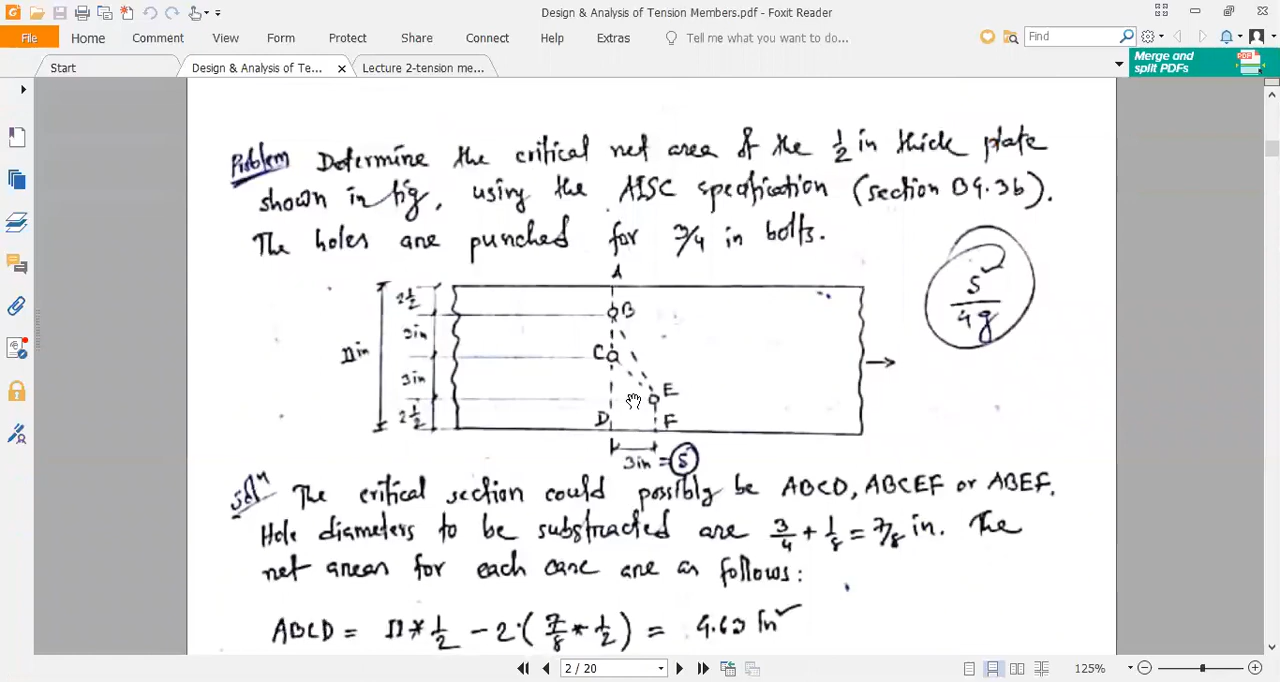 Design & Analysis of Tension Members.pdf - Foxit Reader
File Home Comment View Form Protect Share Connect Help Extras Tell me what you want to do... Find
Start Design & Analysis of Te... Lecture 2-tension me...
Merge and split PDFs
Problem Determine the critical net area of the 1/2 in thick plate
shown in fig, using the AISC specification (section B4.3b).
The holes are punched for 3/4 in bolts.
A
2 1/2
B
3in
C
11in
3in
E
2 1/2
D F
3in = S
S²/4g
Soln The critical section could possibly be ABCD, ABCEF or ABEF.
Hole diameters to be substracted are 3/4 + 1/8 = 7/8 in. The
net areas for each case are as follows:
ABCD = 11 * 1/2 - 2 * (7/8 * 1/2) = 4.63 in²
2 / 20 125%